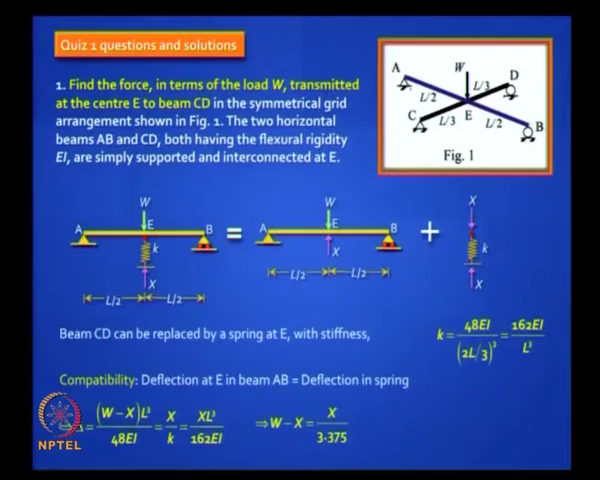 Quiz 1 questions and solutions
1. Find the force, in terms of the load W, transmitted
at the centre E to beam CD in the symmetrical grid
arrangement shown in Fig. 1. The two horizontal
beams AB and CD, both having the flexural rigidity
EI, are simply supported and interconnected at E.
A W D
L/3
L/2
C L/3 E L/2 B
Fig. 1
W
A E B
k
X
L/2 L/2
=
W
A E B
X
L/2 L/2
+
X
k
X
Beam CD can be replaced by a spring at E, with stiffness,
k = 48EI / (2L/3)³ = 162EI / L³
Compatibility: Deflection at E in beam AB = Deflection in spring
= (W−X)L³ / 48EI = X / k = XL³ / 162EI ⇒ W − X = X / 3.375
NPTEL